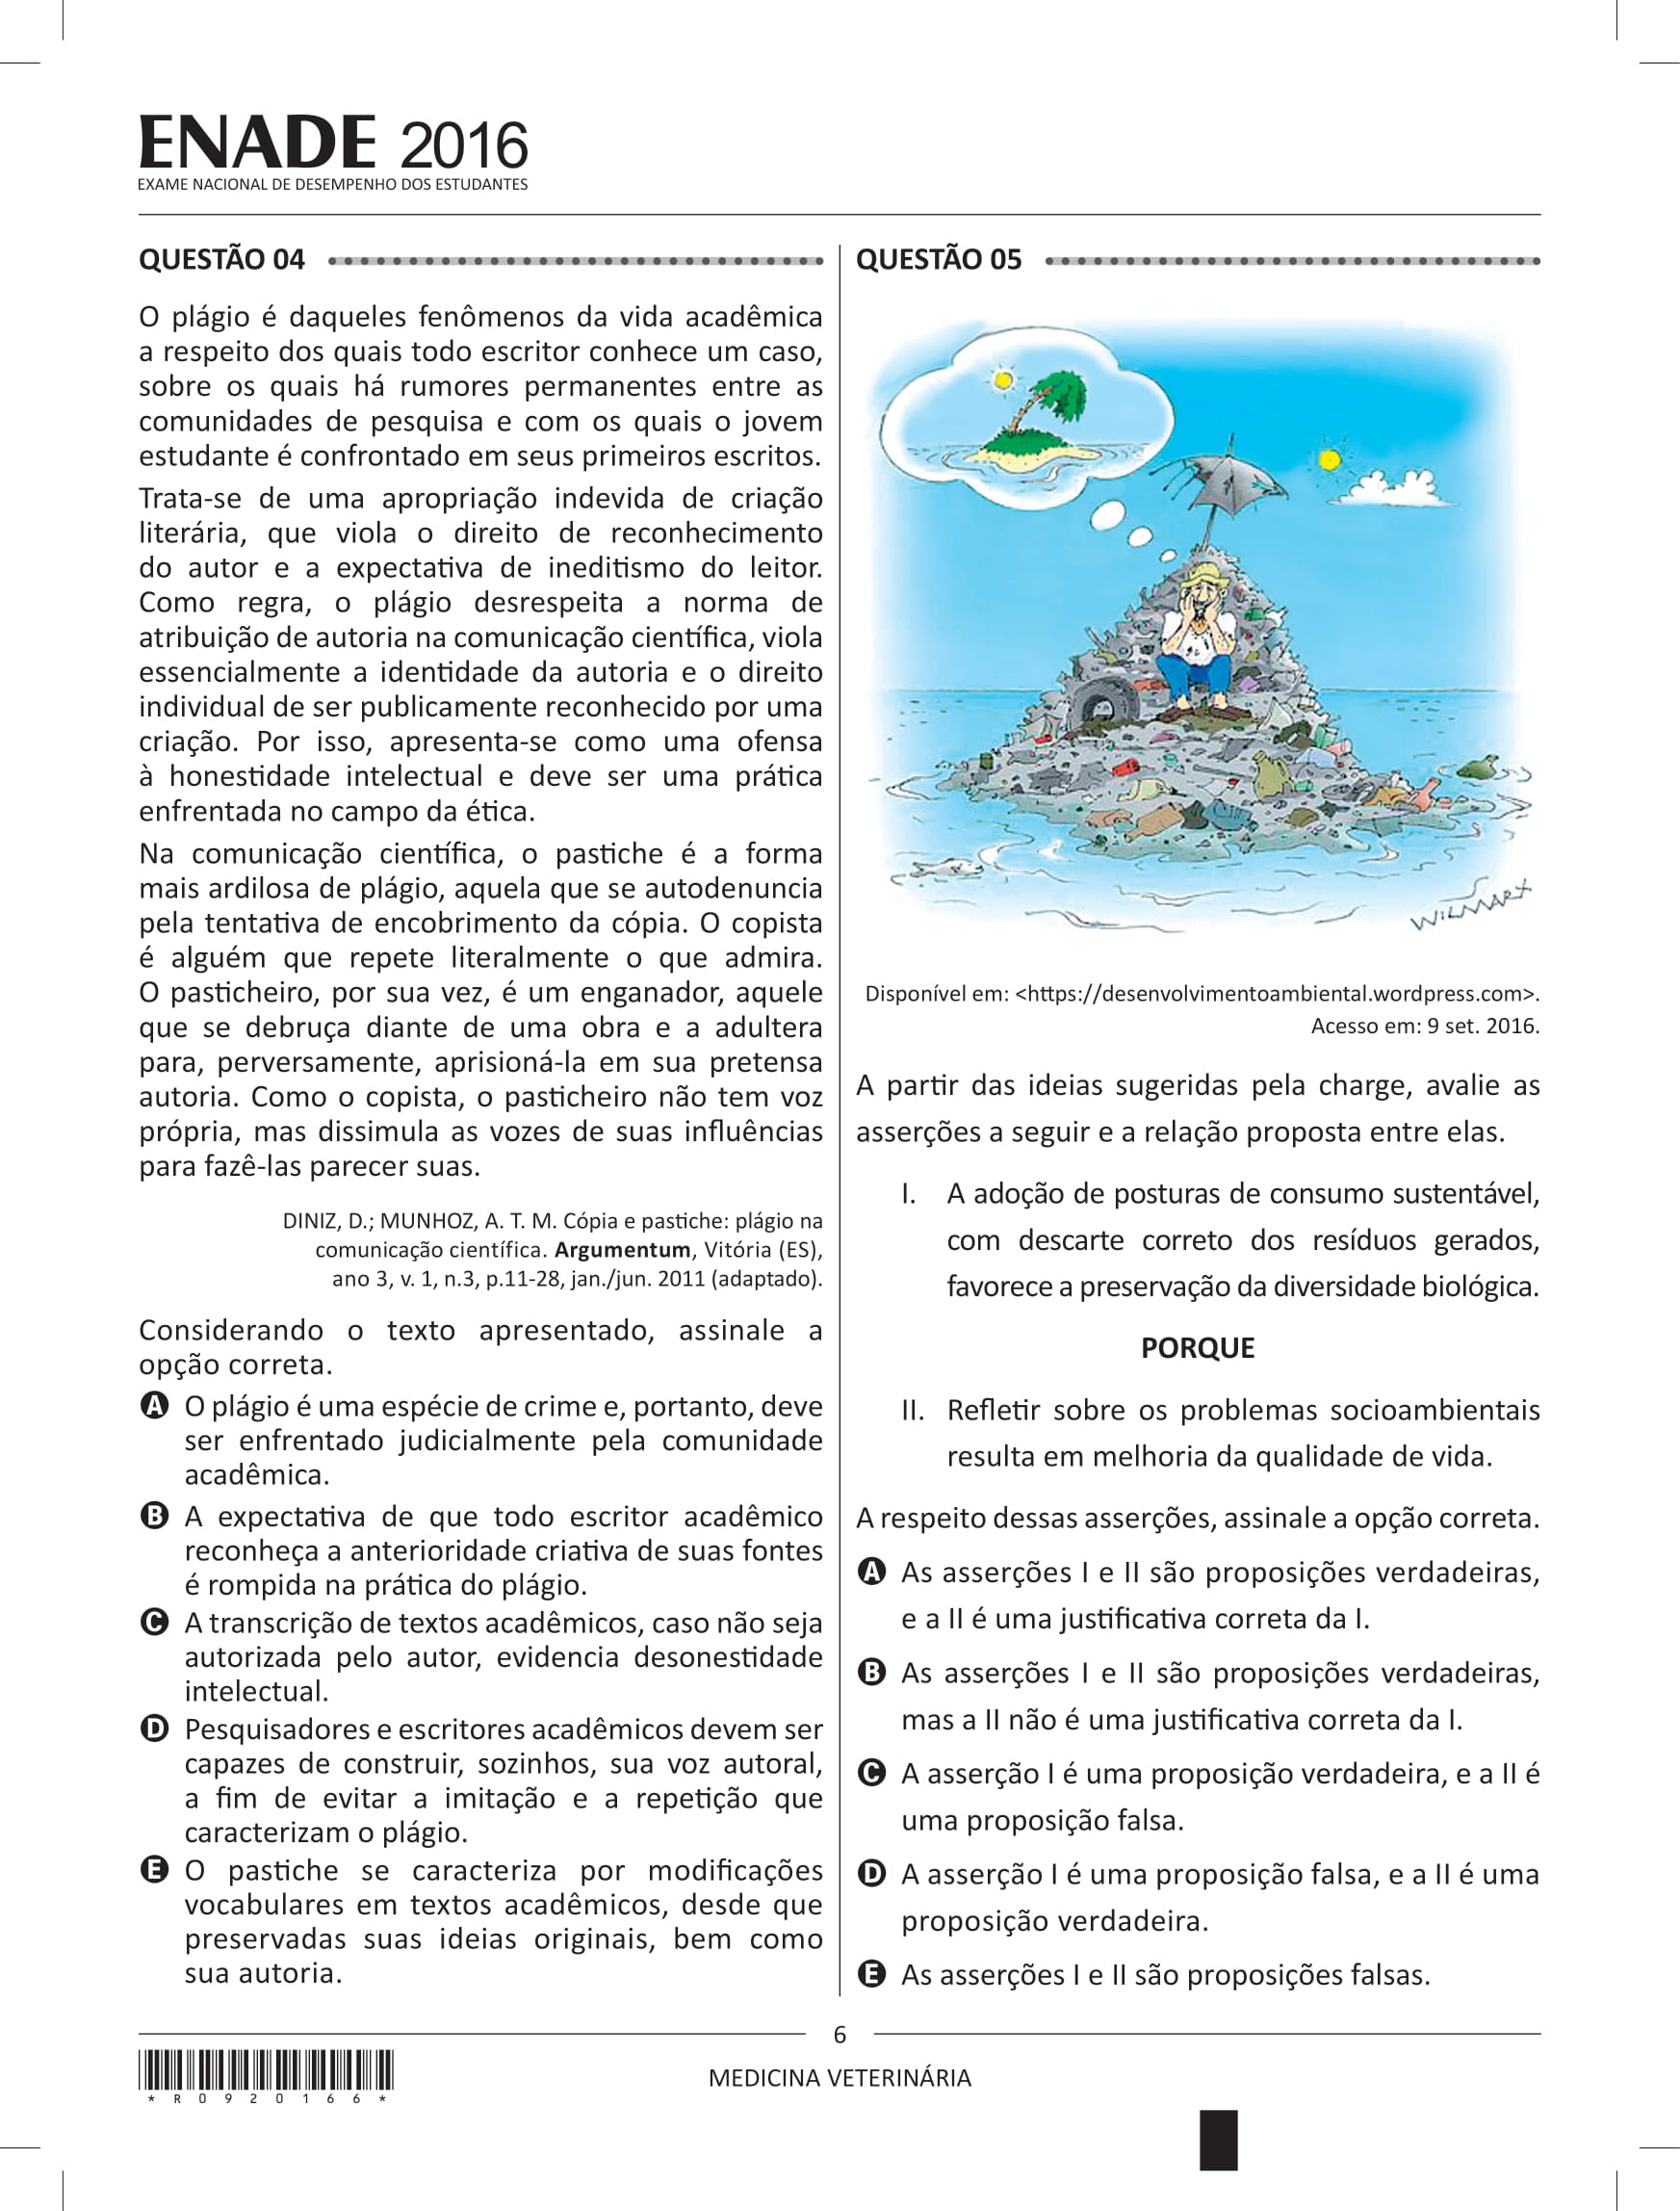 ENADE 2016
EXAME NACIONAL DE DESEMPENHO DOS ESTUDANTES
QUESTÃO 04
O plágio é daqueles fenômenos da vida acadêmica
a respeito dos quais todo escritor conhece um caso,
sobre os quais há rumores permanentes entre as
comunidades de pesquisa e com os quais o jovem
estudante é confrontado em seus primeiros escritos.
Trata-se de uma apropriação indevida de criação
literária, que viola o direito de reconhecimento
do autor e a expectativa de ineditismo do leitor.
Como regra, o plágio desrespeita a norma de
atribuição de autoria na comunicação científica, viola
essencialmente a identidade da autoria e o direito
individual de ser publicamente reconhecido por uma
criação. Por isso, apresenta-se como uma ofensa
à honestidade intelectual e deve ser uma prática
enfrentada no campo da ética.
Na comunicação científica, o pastiche é a forma
mais ardilosa de plágio, aquela que se autodenuncia
pela tentativa de encobrimento da cópia. O copista
é alguém que repete literalmente o que admira.
O pasticheiro, por sua vez, é um enganador, aquele
que se debruça diante de uma obra e a adultera
para, perversamente, aprisioná-la em sua pretensa
autoria. Como o copista, o pasticheiro não tem voz
própria, mas dissimula as vozes de suas influências
para fazê-las parecer suas.
DINIZ, D.; MUNHOZ, A. T. M. Cópia e pastiche: plágio na
comunicação científica. Argumentum, Vitória (ES),
ano 3, v. 1, n.3, p.11-28, jan./jun. 2011 (adaptado).
Considerando o texto apresentado, assinale a
opção correta.
A O plágio é uma espécie de crime e, portanto, deve
ser enfrentado judicialmente pela comunidade
acadêmica.
B A expectativa de que todo escritor acadêmico
reconheça a anterioridade criativa de suas fontes
é rompida na prática do plágio.
C A transcrição de textos acadêmicos, caso não seja
autorizada pelo autor, evidencia desonestidade
intelectual.
D Pesquisadores e escritores acadêmicos devem ser
capazes de construir, sozinhos, sua voz autoral,
a fim de evitar a imitação e a repetição que
caracterizam o plágio.
E O pastiche se caracteriza por modificações
vocabulares em textos acadêmicos, desde que
preservadas suas ideias originais, bem como
sua autoria.
QUESTÃO 05
WILMARX
Disponível em: <https://desenvolvimentoambiental.wordpress.com>.
Acesso em: 9 set. 2016.
A partir das ideias sugeridas pela charge, avalie as
asserções a seguir e a relação proposta entre elas.
I. A adoção de posturas de consumo sustentável,
com descarte correto dos resíduos gerados,
favorece a preservação da diversidade biológica.
PORQUE
II. Refletir sobre os problemas socioambientais
resulta em melhoria da qualidade de vida.
A respeito dessas asserções, assinale a opção correta.
A As asserções I e II são proposições verdadeiras,
e a II é uma justificativa correta da I.
B As asserções I e II são proposições verdadeiras,
mas a II não é uma justificativa correta da I.
C A asserção I é uma proposição verdadeira, e a II é
uma proposição falsa.
D A asserção I é uma proposição falsa, e a II é uma
proposição verdadeira.
E As asserções I e II são proposições falsas.
6
MEDICINA VETERINÁRIA
* R 0 9 2 0 1 6 6 *